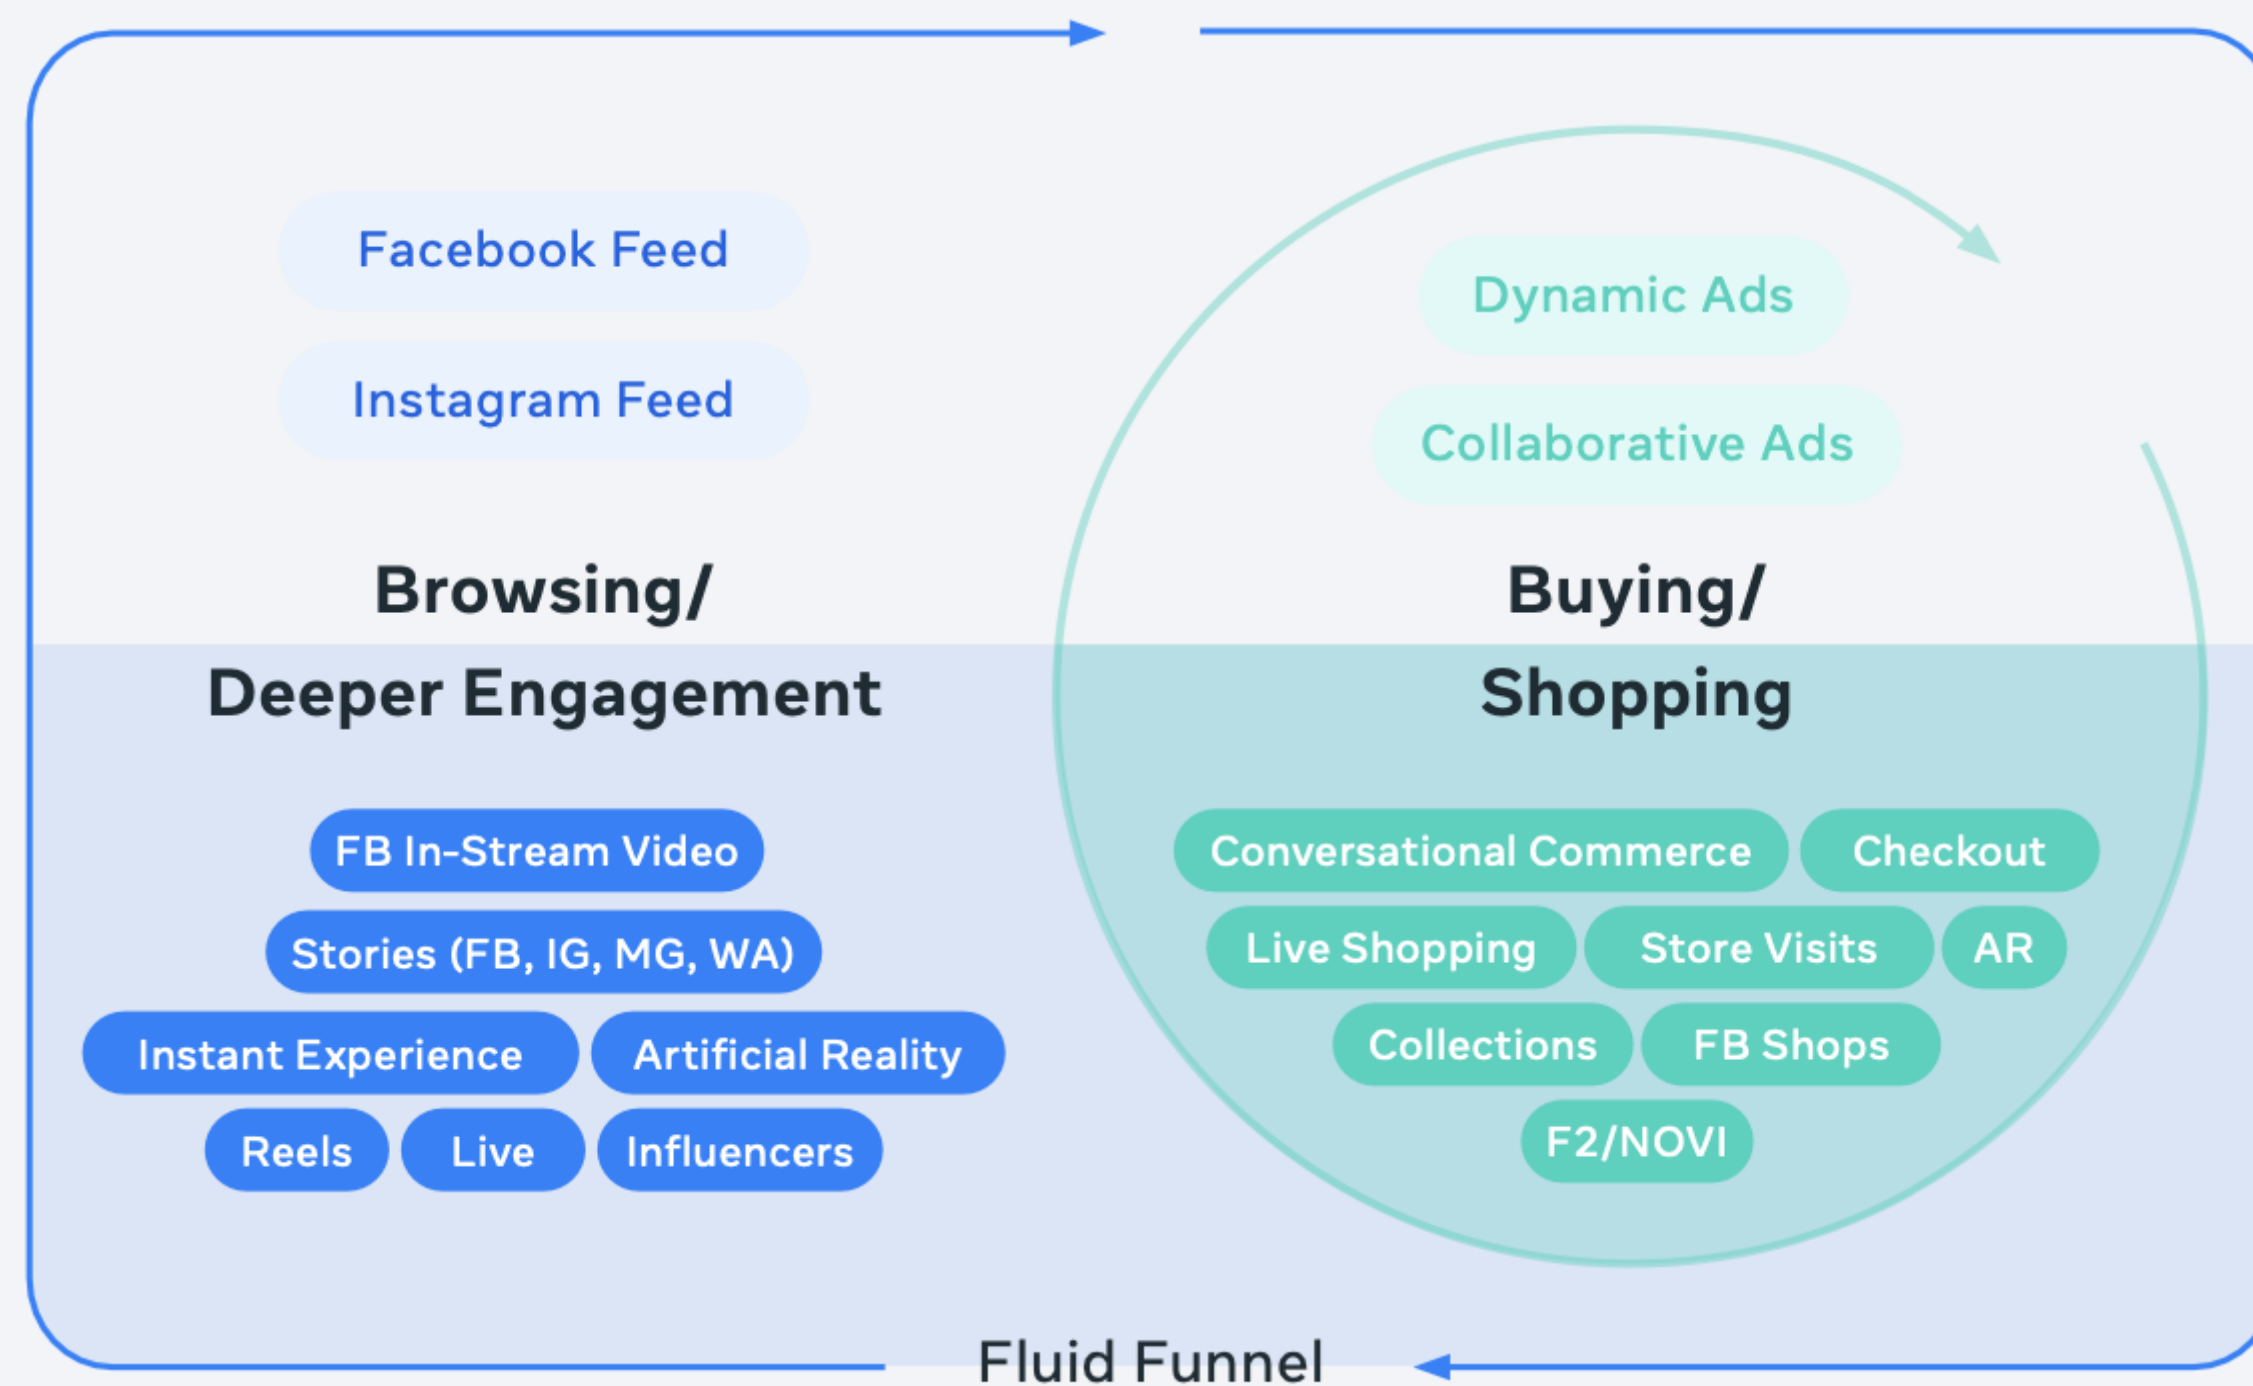 Facebook Feed
Instagram Feed
Browsing/
Deeper Engagement
FB In-Stream Video
Stories (FB, IG, MG, WA)
Instant Experience
Artificial Reality
Reels
Live
Influencers
Dynamic Ads
Collaborative Ads
Buying/
Shopping
Conversational Commerce
Checkout
Live Shopping
Store Visits
AR
Collections
FB Shops
F2/NOVI
Fluid Funnel